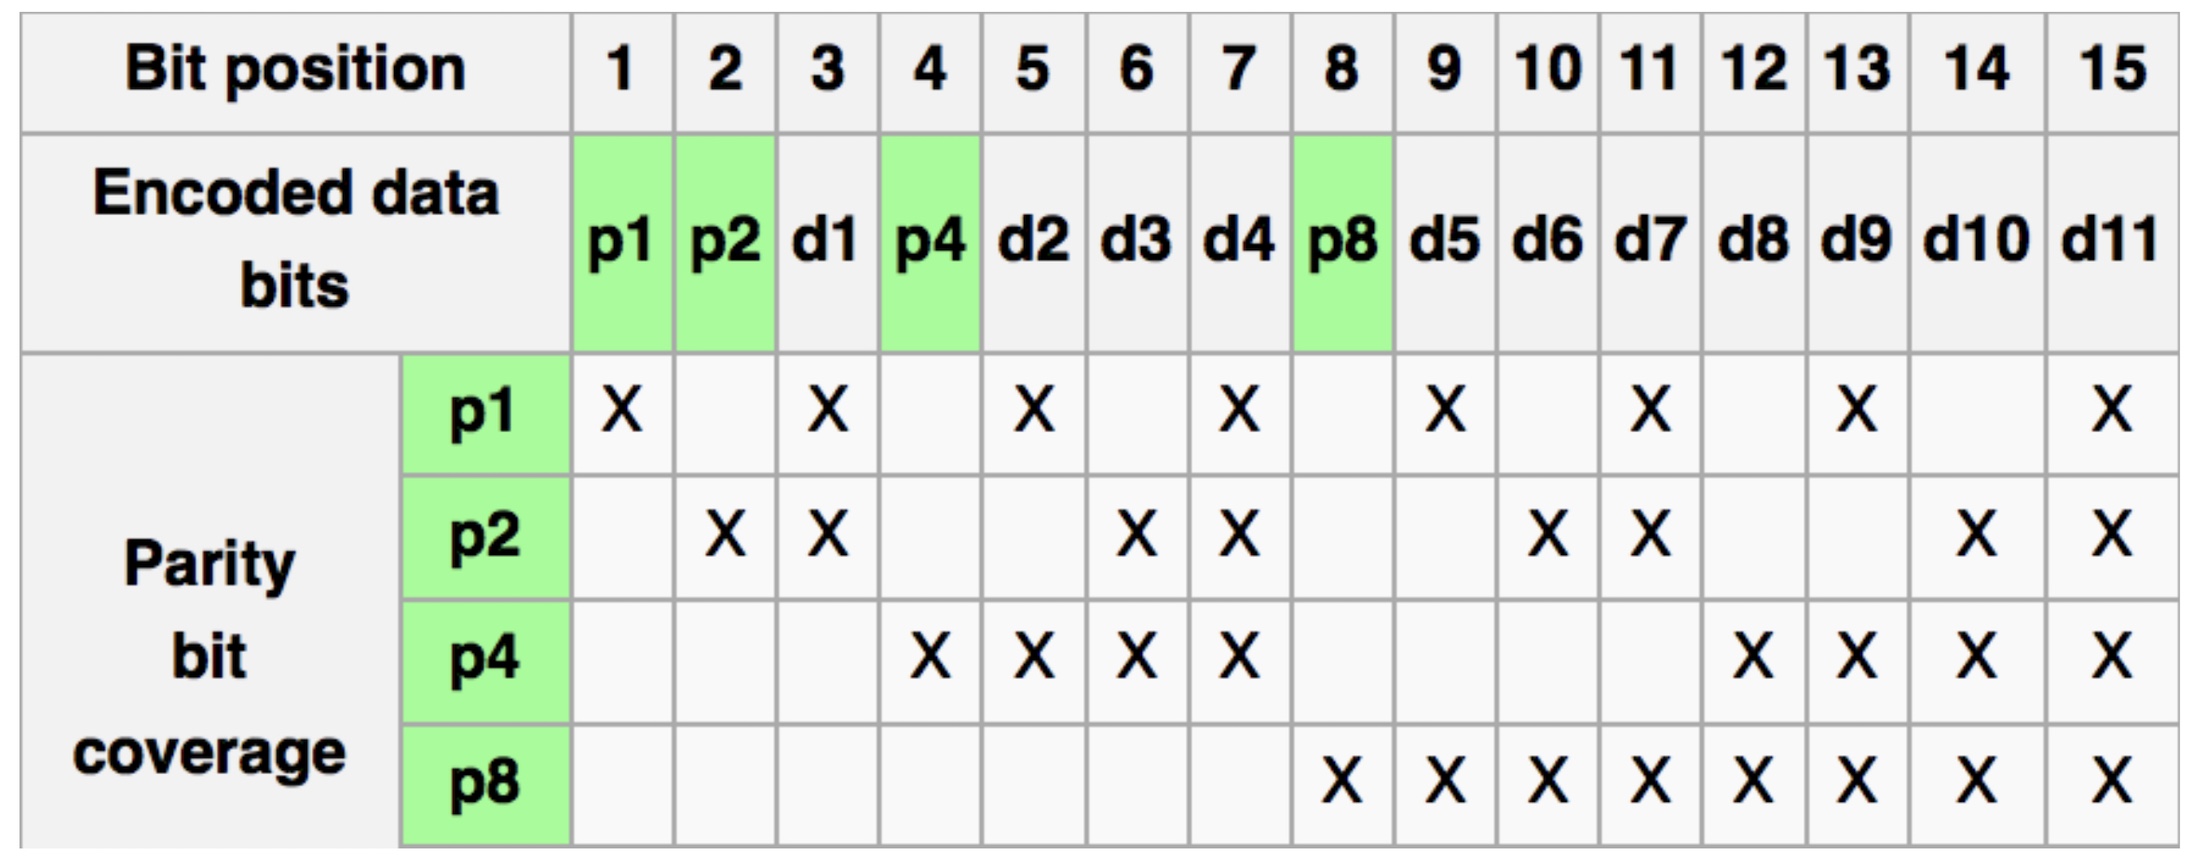 Bit position 1 2 3 4 5 6 7 8 9 10 11 12 13 14 15
Encoded data
bits
p1 p2 d1 p4 d2 d3 d4 p8 d5 d6 d7 d8 d9 d10 d11
Parity
bit
coverage
p1 X X X X X X X X
p2 X X X X X X X X
p4 X X X X X X X X
p8 X X X X X X X X